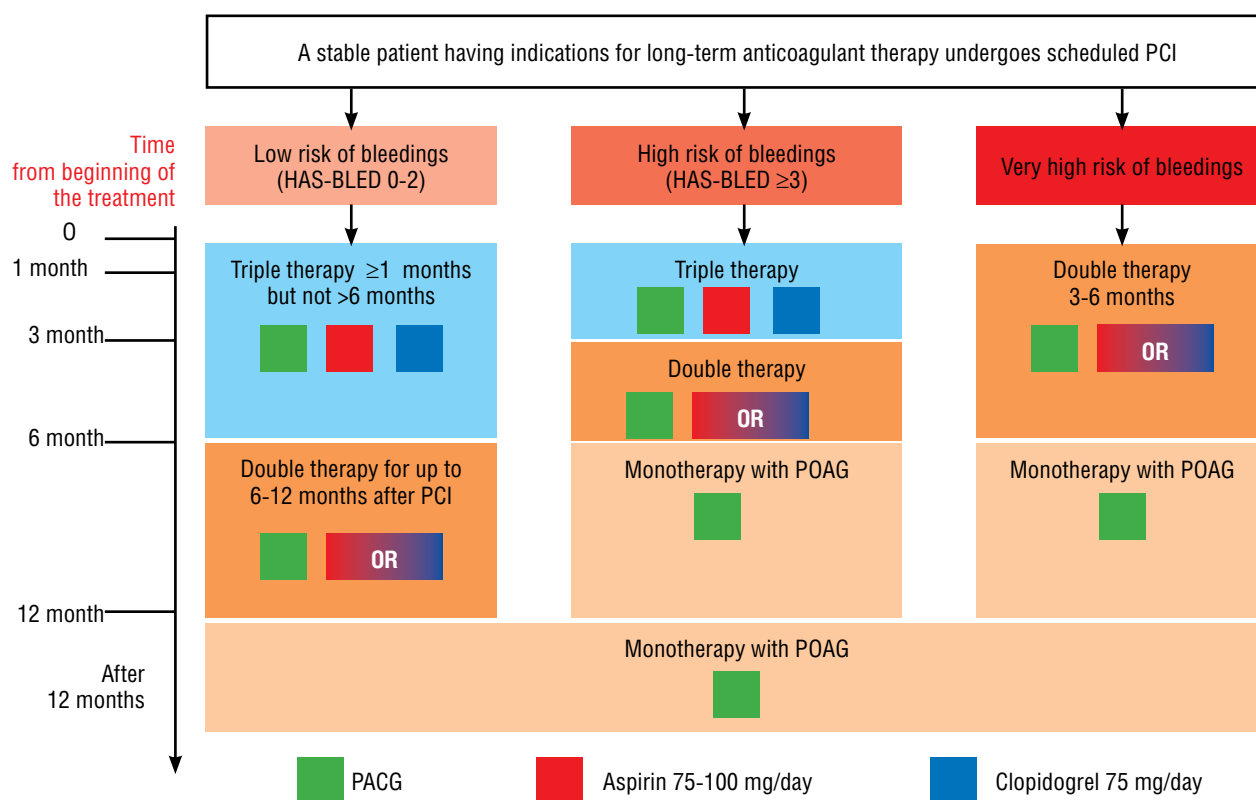 A stable patient having indications for long-term anticoagulant therapy undergoes scheduled PCI
Time
from beginning of
the treatment
Low risk of bleedings
(HAS-BLED 0-2)
High risk of bleedings
(HAS-BLED ≥3)
Very high risk of bleedings
0
1 month
3 month
6 month
12 month
After
12 months
Triple therapy ≥1 months
but not >6 months
Triple therapy
Double therapy
3-6 months
OR
Double therapy
OR
Double therapy for up to
6-12 months after PCI
OR
Monotherapy with POAG
Monotherapy with POAG
Monotherapy with POAG
PACG
Aspirin 75-100 mg/day
Clopidogrel 75 mg/day